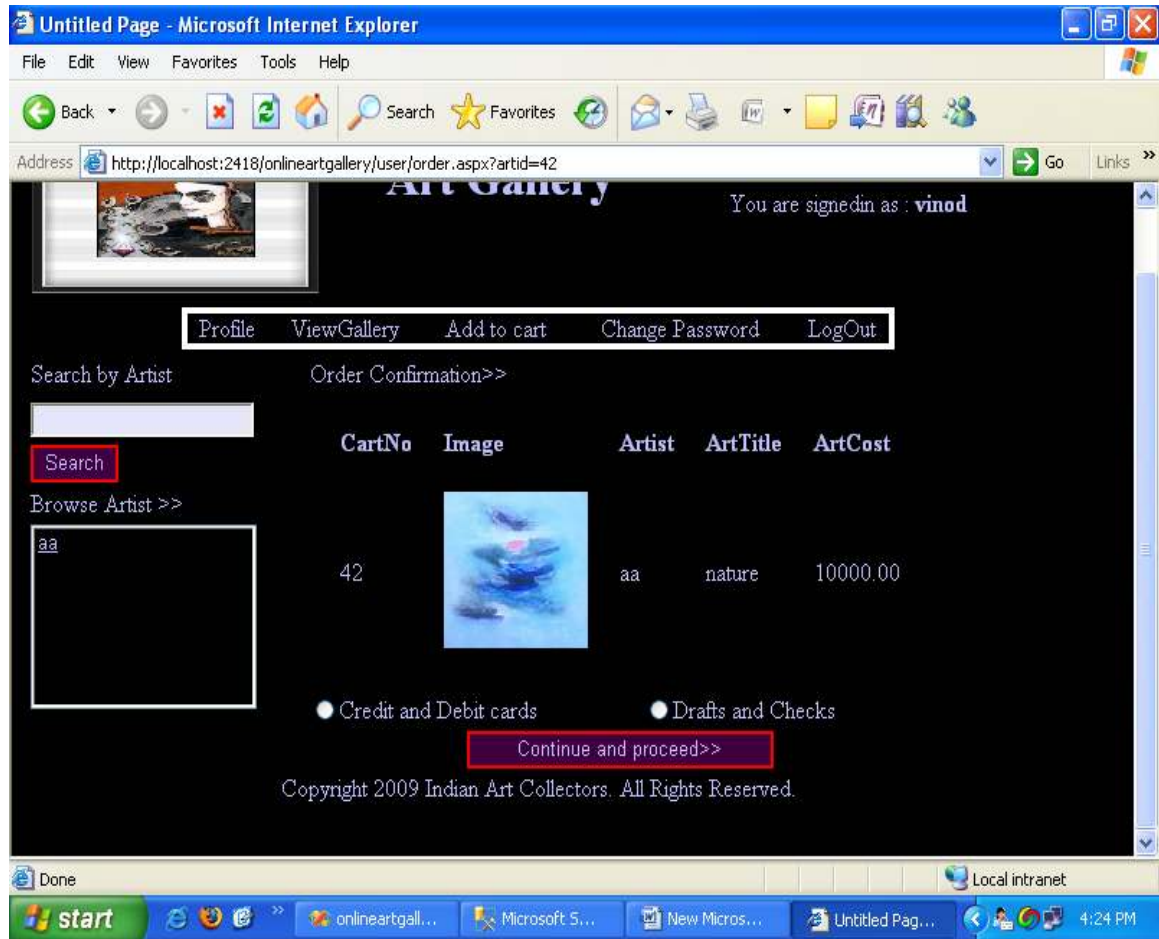 Untitled Page - Microsoft Internet Explorer
File Edit View Favorites Tools Help
Back Search Favorites
Address http://localhost:2418/onlineartgallery/user/order.aspx?artid=42 Go Links »
Art Gallery
You are signedin as : vinod
Profile ViewGallery Add to cart Change Password LogOut
Search by Artist
Order Confirmation>>
Search
CartNo Image Artist ArtTitle ArtCost
Browse Artist >>
aa
42 aa nature 10000.00
Credit and Debit cards Drafts and Checks
Continue and proceed>>
Copyright 2009 Indian Art Collectors. All Rights Reserved.
Done Local intranet
start » onlineartgall... Microsoft S... New Micros... Untitled Pag... 4:24 PM